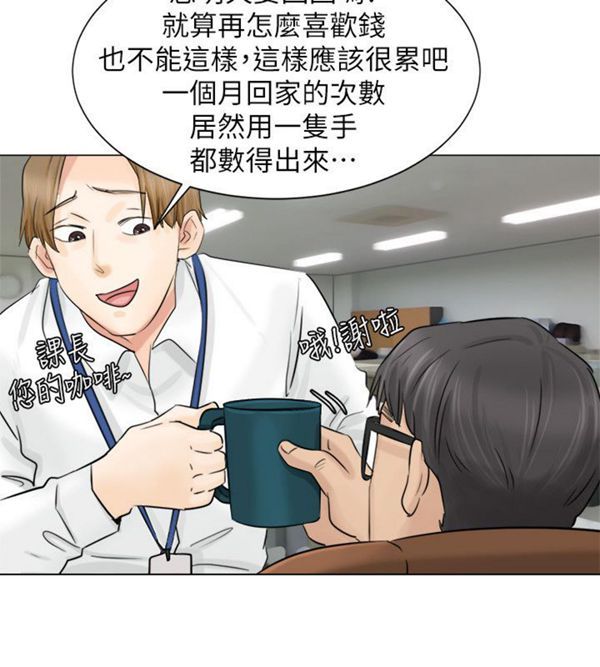 就算再怎麼喜歡錢
也不能這樣，這樣應該很累吧
一個月回家的次數
居然用一隻手
都數得出來…
課長
您的咖啡~
哦!謝啦